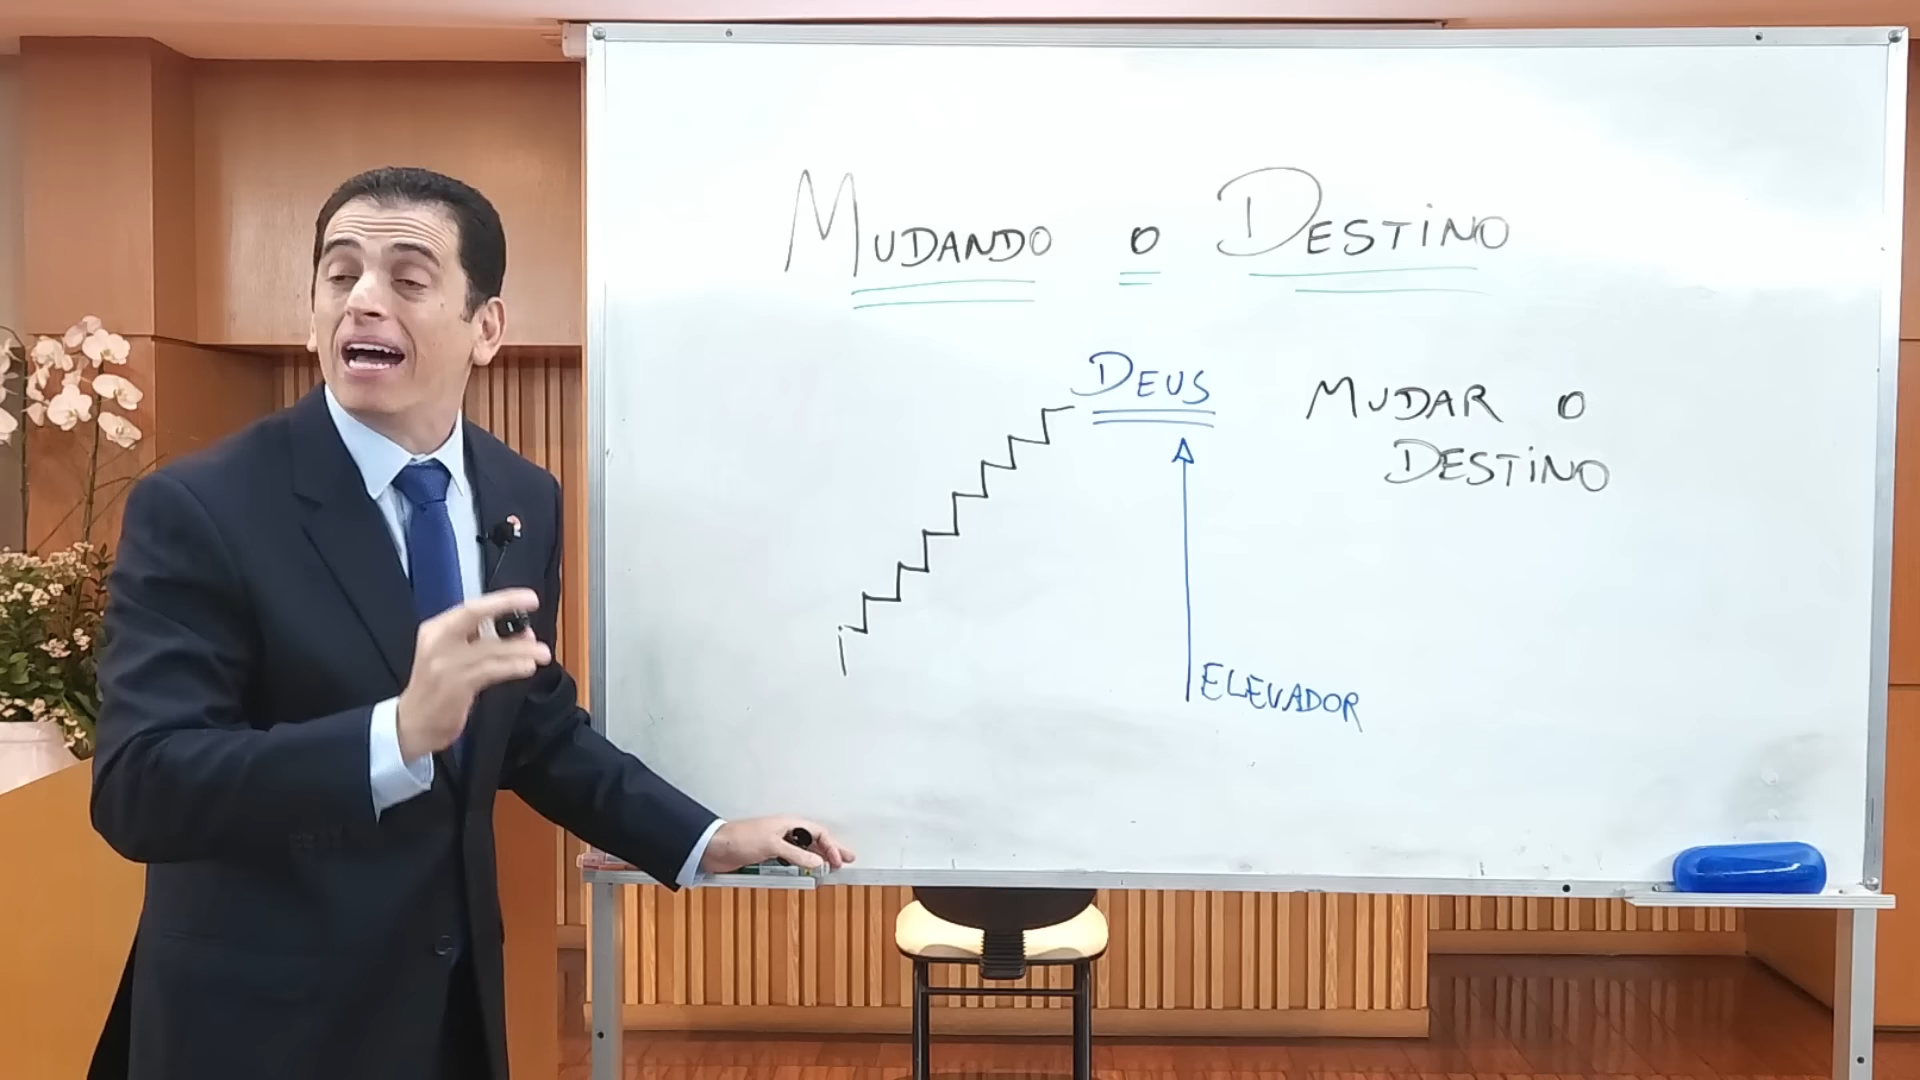 MUDANDO O DESTINO
DEUS
MUDAR O
DESTINO
ELEVADOR